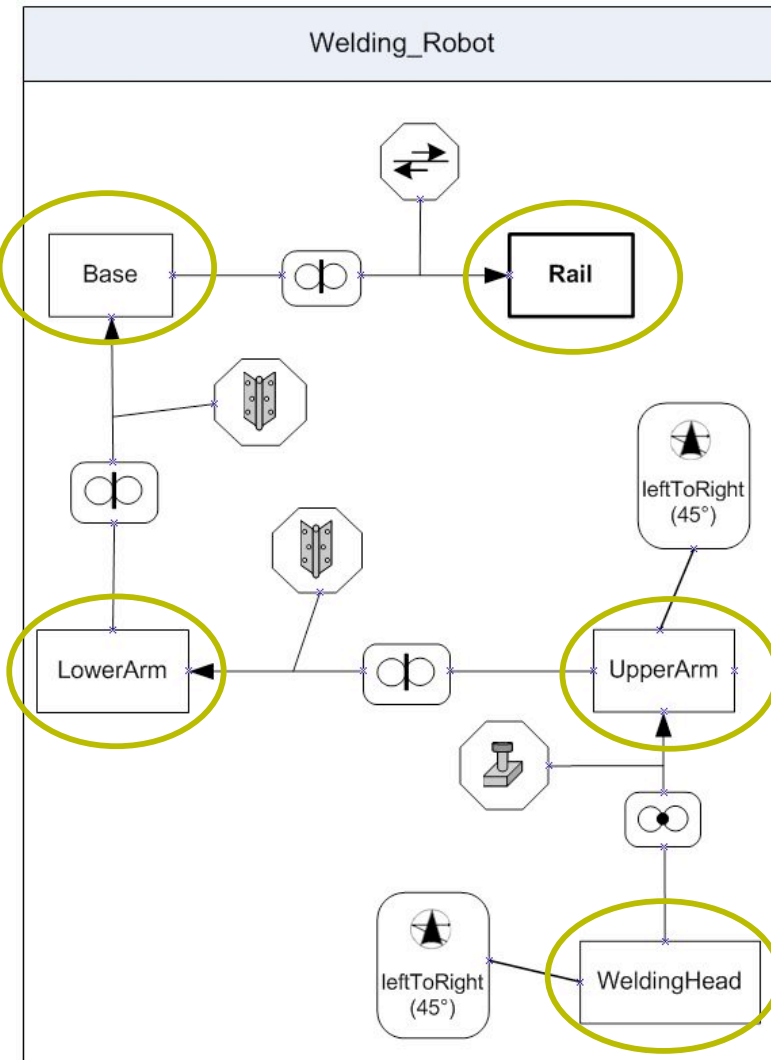 Welding_Robot
Base
Rail
leftToRight
(45°)
LowerArm
UpperArm
leftToRight
(45°)
WeldingHead